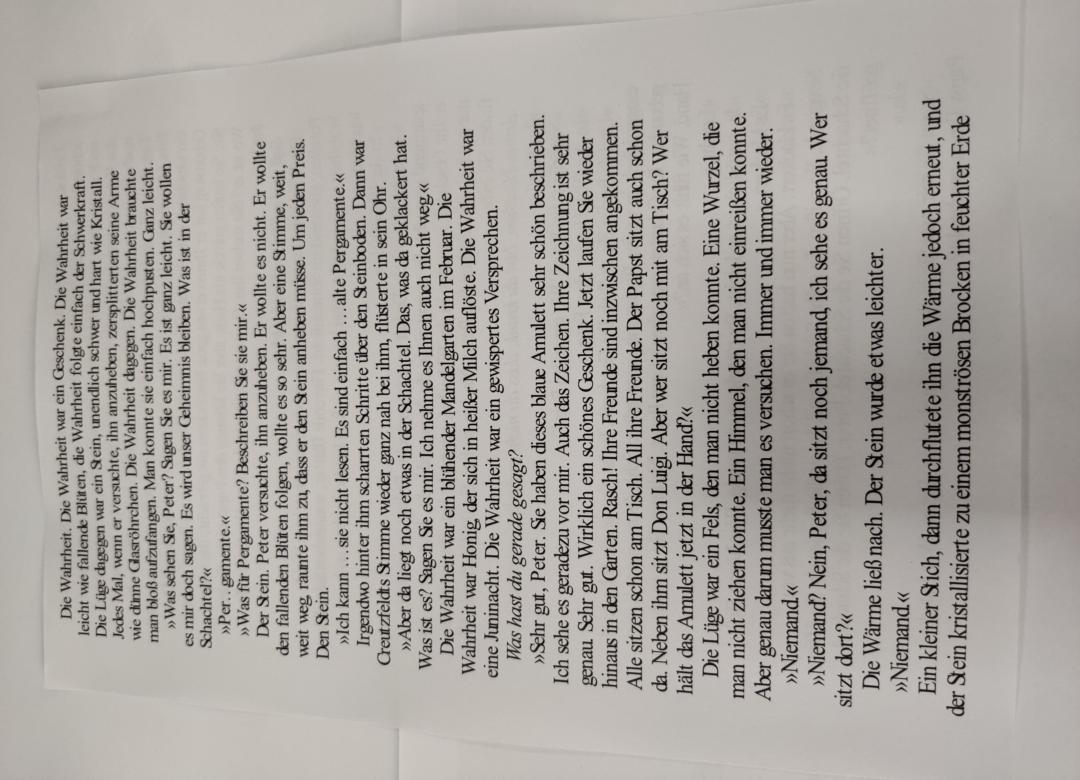 Die Wahrheit. Die Wahrheit war ein Geschenk. Die Wahrheit war
leicht wie fallende Blüten, die Wahrheit folgte einfach der Schwerkraft.
Die Lüge dagegen war ein Stein, unendlich schwer und hart wie Kristall.
Jedes Mal, wenn er versuchte, ihn anzuheben, zersplitterten seine Arme
wie dünne Glasröhrchen. Die Wahrheit dagegen. Die Wahrheit brauchte
man bloß aufzufangen. Man konnte sie einfach hochpusten. Ganz leicht.
»Was sehen Sie, Peter? Sagen Sie es mir. Es ist ganz leicht. Sie wollen
es mir doch sagen. Es wird unser Geheimnis bleiben. Was ist in der
Schachtel?«
»Per…gamente.«
»Was für Pergamente? Beschreiben Sie sie mir.«
Der Stein. Peter versuchte, ihn anzuheben. Er wollte es nicht. Er wollte
den fallenden Blüten folgen, wollte es so sehr. Aber eine Stimme, weit,
weit weg, raunte ihm zu, dass er den Stein anheben müsse. Um jeden Preis.
Den Stein.
»Ich kann … sie nicht lesen. Es sind einfach … alte Pergamente.«
Irgendwo hinter ihm scharrten Schritte über den Steinboden. Dann war
Creutzfeldts Stimme wieder ganz nah bei ihm, flüsterte in sein Ohr.
»Aber da liegt noch etwas in der Schachtel. Das, was da geklackert hat.
Was ist es? Sagen Sie es mir. Ich nehme es Ihnen auch nicht weg.«
Die Wahrheit war ein blühender Mandelgarten im Februar. Die
Wahrheit war Honig, der sich in heißer Milch auflöste. Die Wahrheit war
eine Juninacht. Die Wahrheit war ein gewispertes Versprechen.
Was hast du gerade gesagt?
»Sehr gut, Peter. Sie haben dieses blaue Amulett sehr schön beschrieben.
Ich sehe es geradezu vor mir. Auch das Zeichen. Ihre Zeichnung ist sehr
genau. Sehr gut. Wirklich ein schönes Geschenk. Jetzt laufen Sie wieder
hinaus in den Garten. Rasch! Ihre Freunde sind inzwischen angekommen.
Alle sitzen schon am Tisch. All ihre Freunde. Der Papst sitzt auch schon
da. Neben ihm sitzt Don Luigi. Aber wer sitzt noch mit am Tisch? Wer
hält das Amulett jetzt in der Hand?«
Die Lüge war ein Fels, den man nicht heben konnte. Eine Wurzel, die
man nicht ziehen konnte. Ein Himmel, den man nicht einreißen konnte.
Aber genau darum musste man es versuchen. Immer und immer wieder.
»Niemand«
»Niemand? Nein, Peter, da sitzt noch jemand, ich sehe es genau. Wer
sitzt dort?«
Die Wärme ließ nach. Der Stein wurde etwas leichter.
»Niemand«
Ein kleiner Stich, dann durchflutete ihn die Wärme jedoch erneut, und
der Stein kristallisierte zu einem monströsen Brocken in feuchter Erde